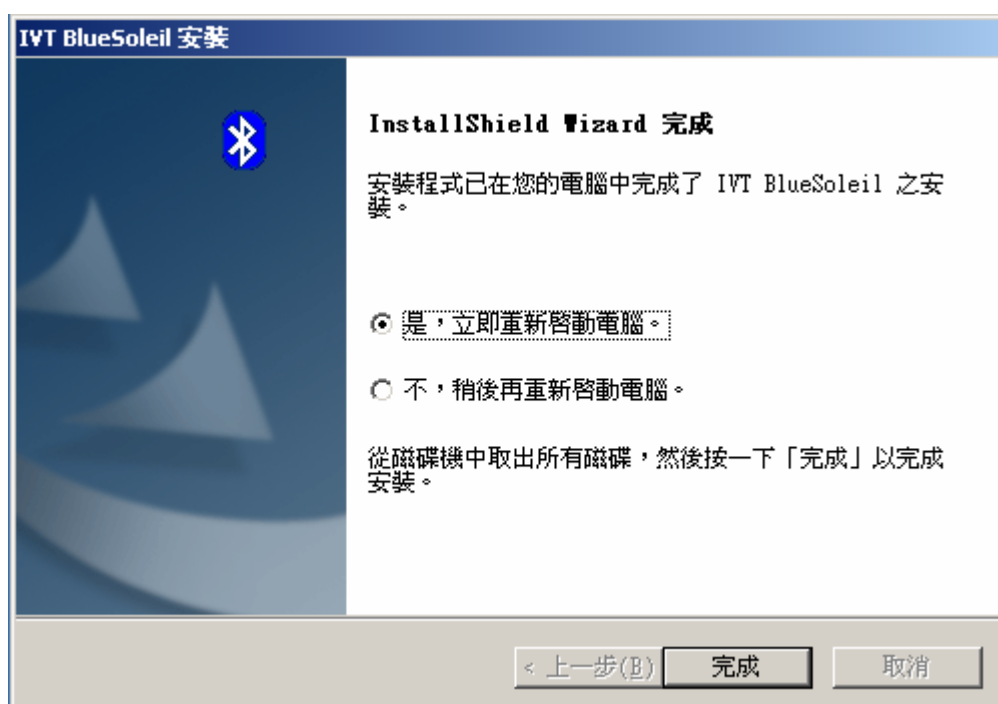 IVT BlueSoleil 安裝
InstallShield Wizard 完成
安裝程式已在您的電腦中完成了 IVT BlueSoleil 之安
裝。
是，立即重新啓動電腦。
不，稍後再重新啓動電腦。
從磁碟機中取出所有磁碟，然後按一下「完成」以完成
安裝。
< 上一步(B) 完成 取消